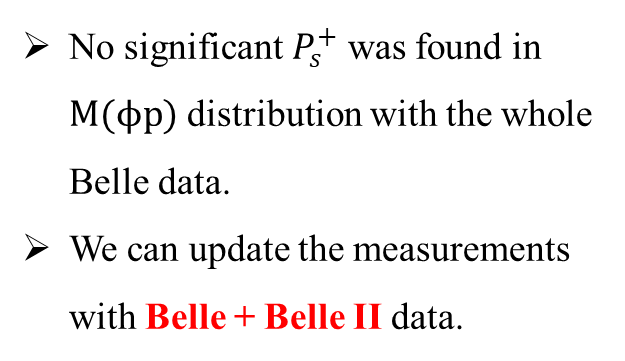 ➢ No significant $P_s^+$ was found in
M(ϕp) distribution with the whole
Belle data.
➢ We can update the measurements
with Belle + Belle II data.